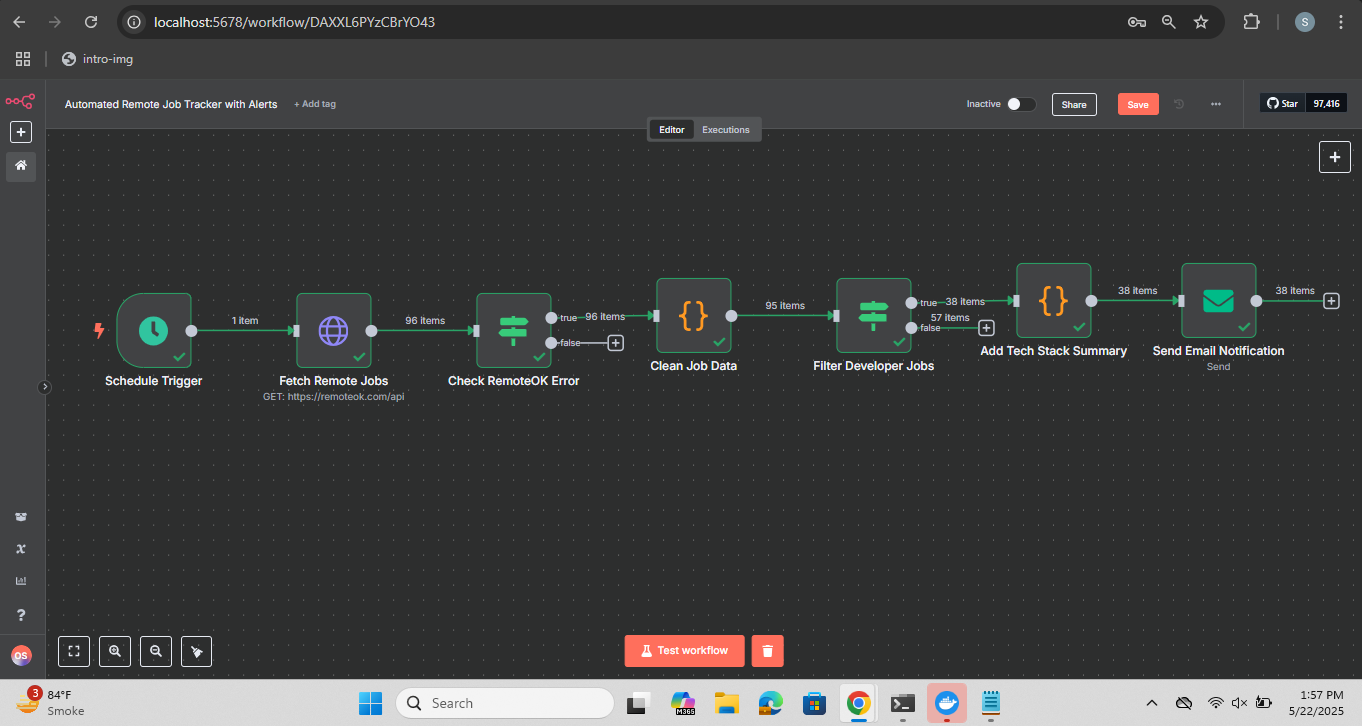 localhost:5678/workflow/DAXXL6PYzCBrYO43
S
intro-img
Automated Remote Job Tracker with Alerts
+ Add tag
Inactive
Share
Save
Star
97,416
Editor
Executions
1 item
96 items
true
96 items
false
95 items
true
38 items
57 items
false
38 items
38 items
Schedule Trigger
Fetch Remote Jobs
GET: https://remoteok.com/api
Check RemoteOK Error
Clean Job Data
Filter Developer Jobs
Add Tech Stack Summary
Send Email Notification
Send
OS
Test workflow
3
84°F
Smoke
Search
M365
1:57 PM
5/22/2025